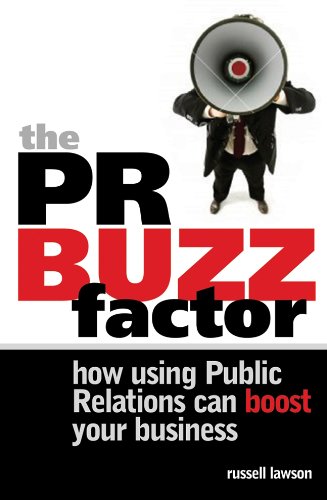 the
PR
BUZZ
factor
how using Public
Relations can boost
your business
russell lawson